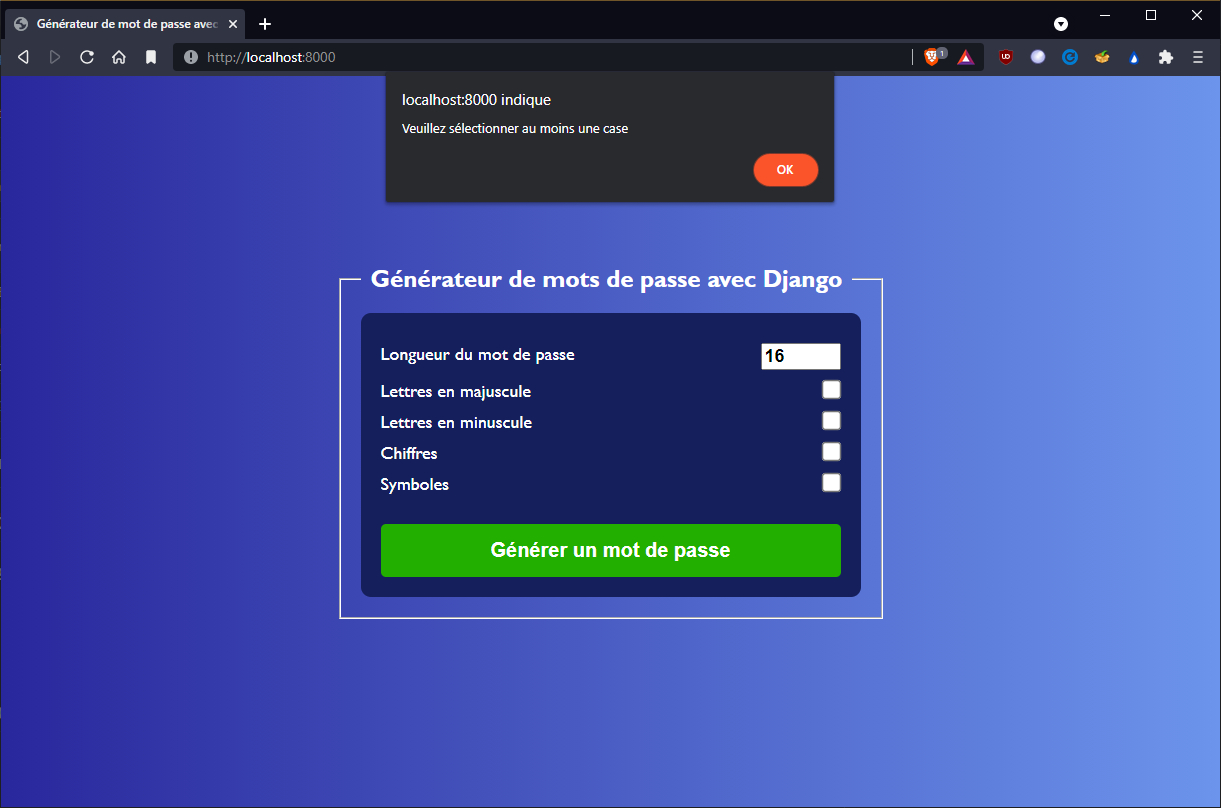 Générateur de mot de passe avec
http://localhost:8000
1
UD
localhost:8000 indique
Veuillez sélectionner au moins une case
OK
Générateur de mots de passe avec Django
Longueur du mot de passe 16
Lettres en majuscule
Lettres en minuscule
Chiffres
Symboles
Générer un mot de passe